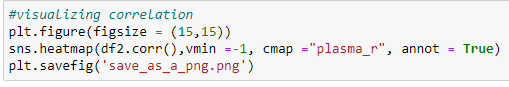 #visualizing correlation
plt.figure(figsize = (15,15))
sns.heatmap(df2.corr(),vmin =-1, cmap ="plasma_r", annot = True)
plt.savefig('save_as_a_png.png')